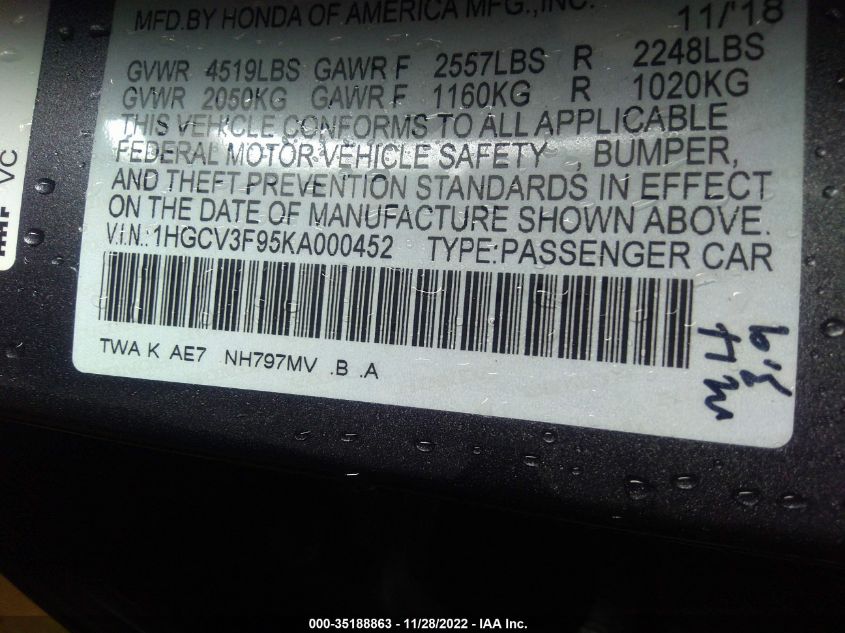 MFD.BY HONDA OF AMERICA MFG.,INC. 11/'18
GVWR 4519LBS GAWR F 2557LBS R 2248LBS
GVWR 2050KG GAWR F 1160KG R 1020KG
THIS VEHICLE CONFORMS TO ALL APPLICABLE
FEDERAL MOTOR VEHICLE SAFETY , BUMPER,
AND THEFT PREVENTION STANDARDS IN EFFECT
ON THE DATE OF MANUFACTURE SHOWN ABOVE.
V.I.N.:1HGCV3F95KA000452 TYPE:PASSENGER CAR
TWA K AE7 NH797MV .B .A
VC
000-35188863 - 11/28/2022 - IAA Inc.